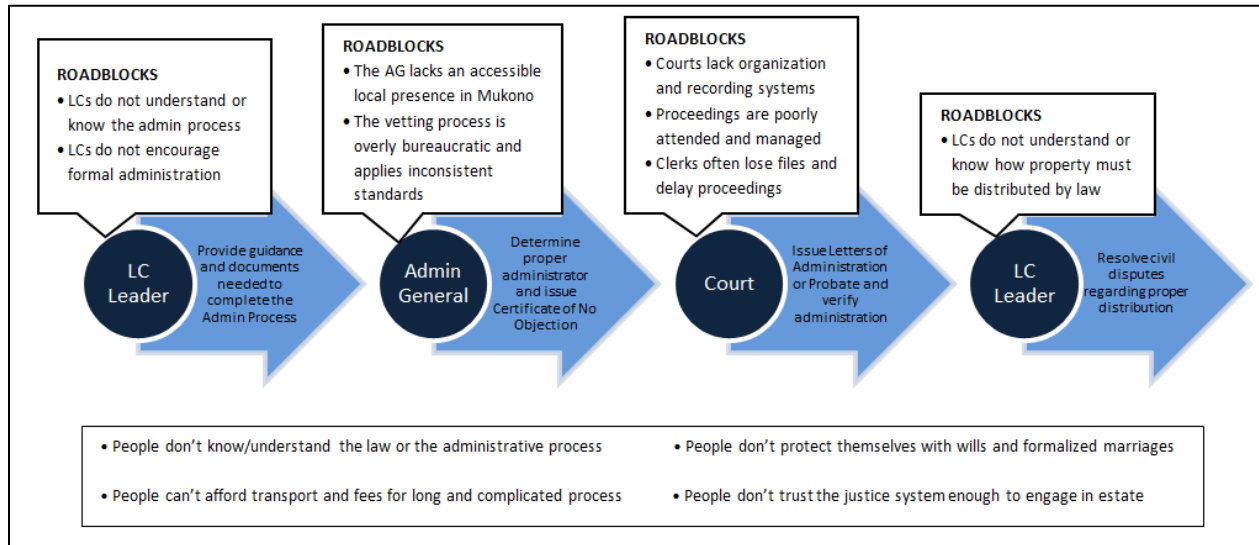 ROADBLOCKS
• LCs do not understand or
know the admin process
• LCs do not encourage
formal administration
LC
Leader
Provide guidance
and documents
needed to
complete the
Admin Process
ROADBLOCKS
• The AG lacks an accessible
local presence in Mukono
• The vetting process is
overly bureaucratic and
applies inconsistent
standards
Admin
General
Determine
proper
administrator
and issue
Certificate of No
Objection
ROADBLOCKS
• Courts lack organization
and recording systems
• Proceedings are poorly
attended and managed
• Clerks often lose files and
delay proceedings
Court
Issue Letters of
Administration
or Probate and
verify
administration
ROADBLOCKS
• LCs do not understand or
know how property must
be distributed by law
LC
Leader
Resolve civil
disputes
regarding proper
distribution
• People don't know/understand the law or the administrative process
• People don't protect themselves with wills and formalized marriages
• People can't afford transport and fees for long and complicated process
• People don't trust the justice system enough to engage in estate